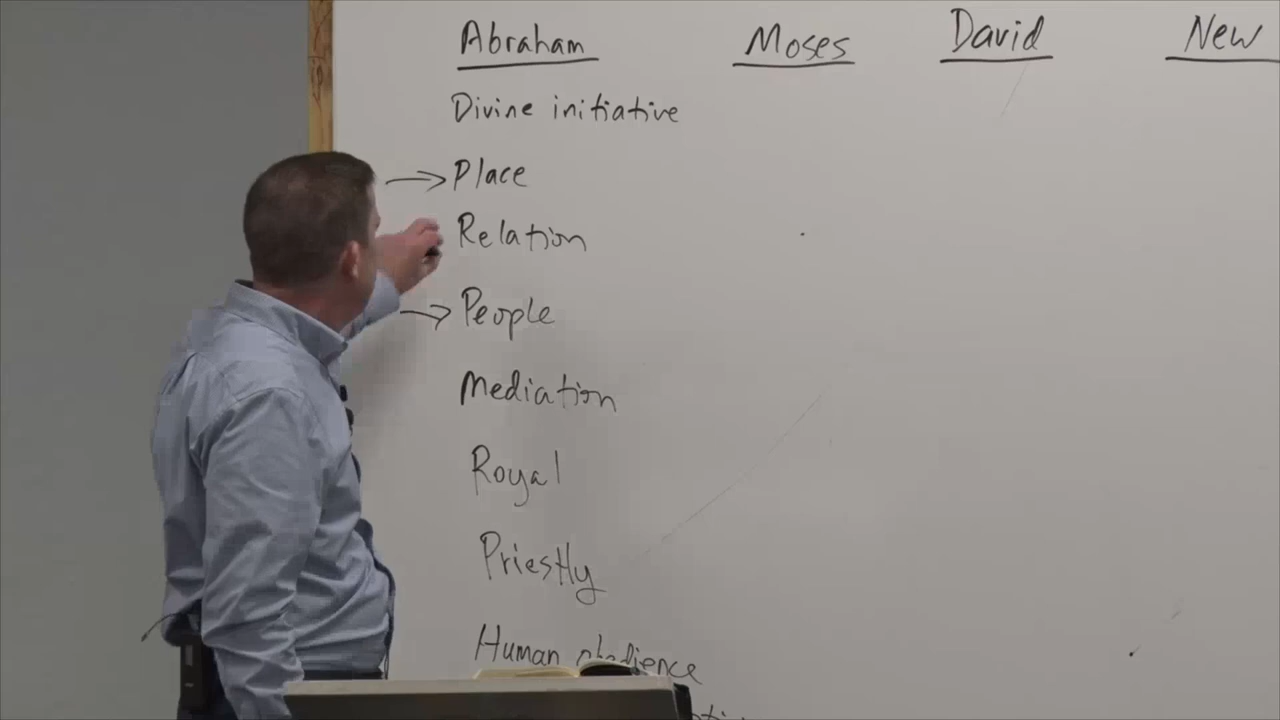 Abraham Moses David New
Divine initiative
→ Place
Relation
→ People
Mediation
Royal
Priestly
Human obedience